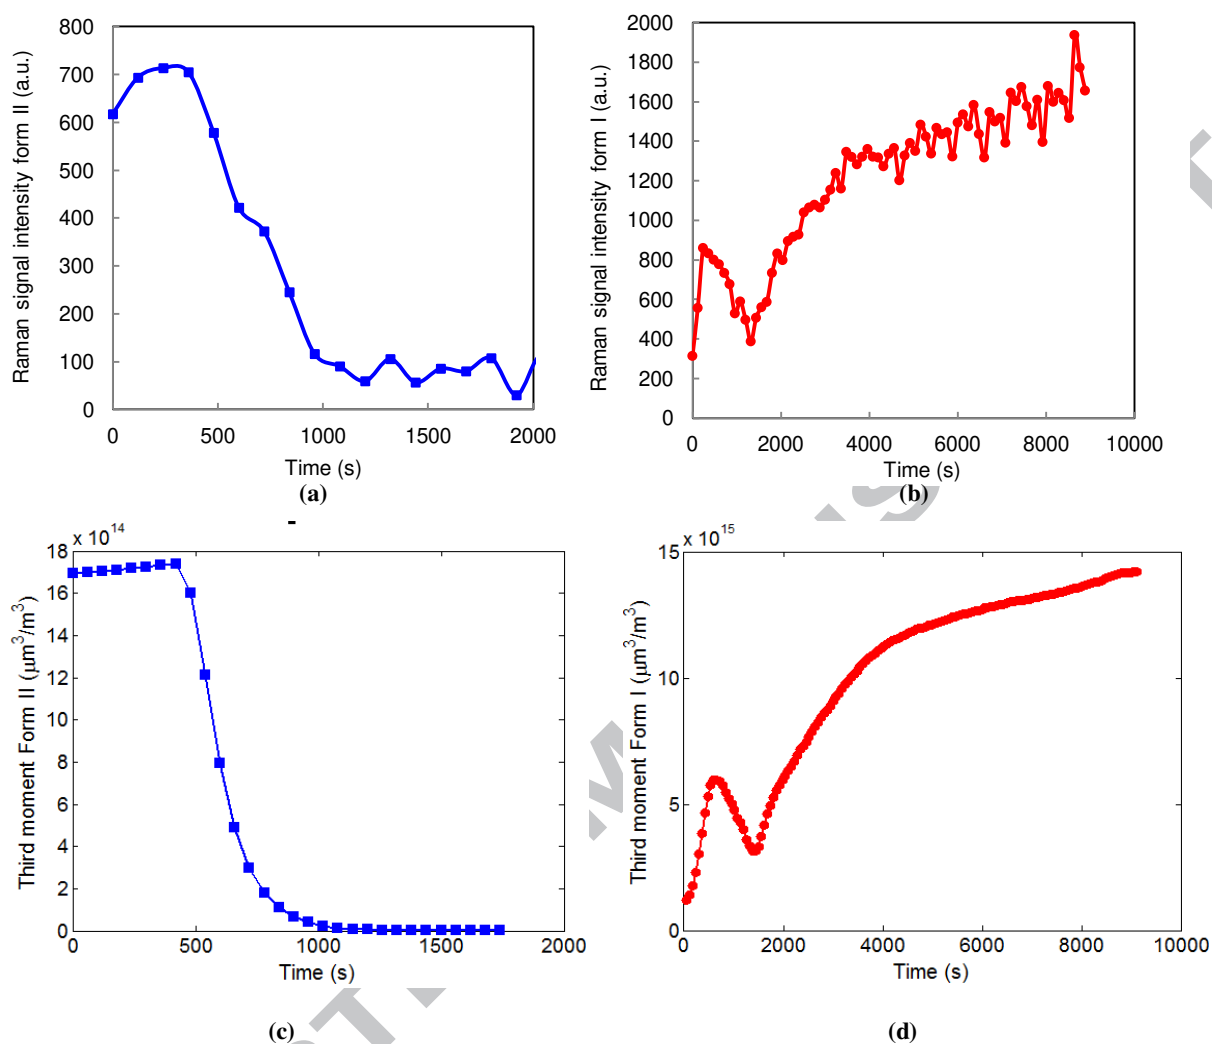 800
700
600
500
400
300
200
100
0
Raman signal intensity form II (a.u.)
0 500 1000 1500 2000
Time (s)
(a)
2000
1800
1600
1400
1200
1000
800
600
400
200
0
Raman signal intensity form I (a.u.)
0 2000 4000 6000 8000 10000
Time (s)
(b)
x 10^14
18
16
14
12
10
8
6
4
2
0
Third moment Form II (μm^3/m^3)
0 500 1000 1500 2000
Time (s)
(c)
x 10^15
15
10
5
0
Third moment Form I (μm^3/m^3)
0 2000 4000 6000 8000 10000
Time (s)
(d)